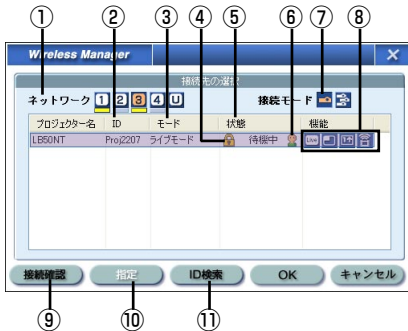 ① ② ③ ④ ⑤ ⑥ ⑦ ⑧
Wireless Manager
接続先の選択
ネットワーク 1 2 3 4 U 接続モード
プロジェクター名 ID モード 状態 機能
LB50NT Proj2207 ライブモード 待機中 Live
接続確認 指定 ID検索 OK キャンセル
⑨ ⑩ ⑪